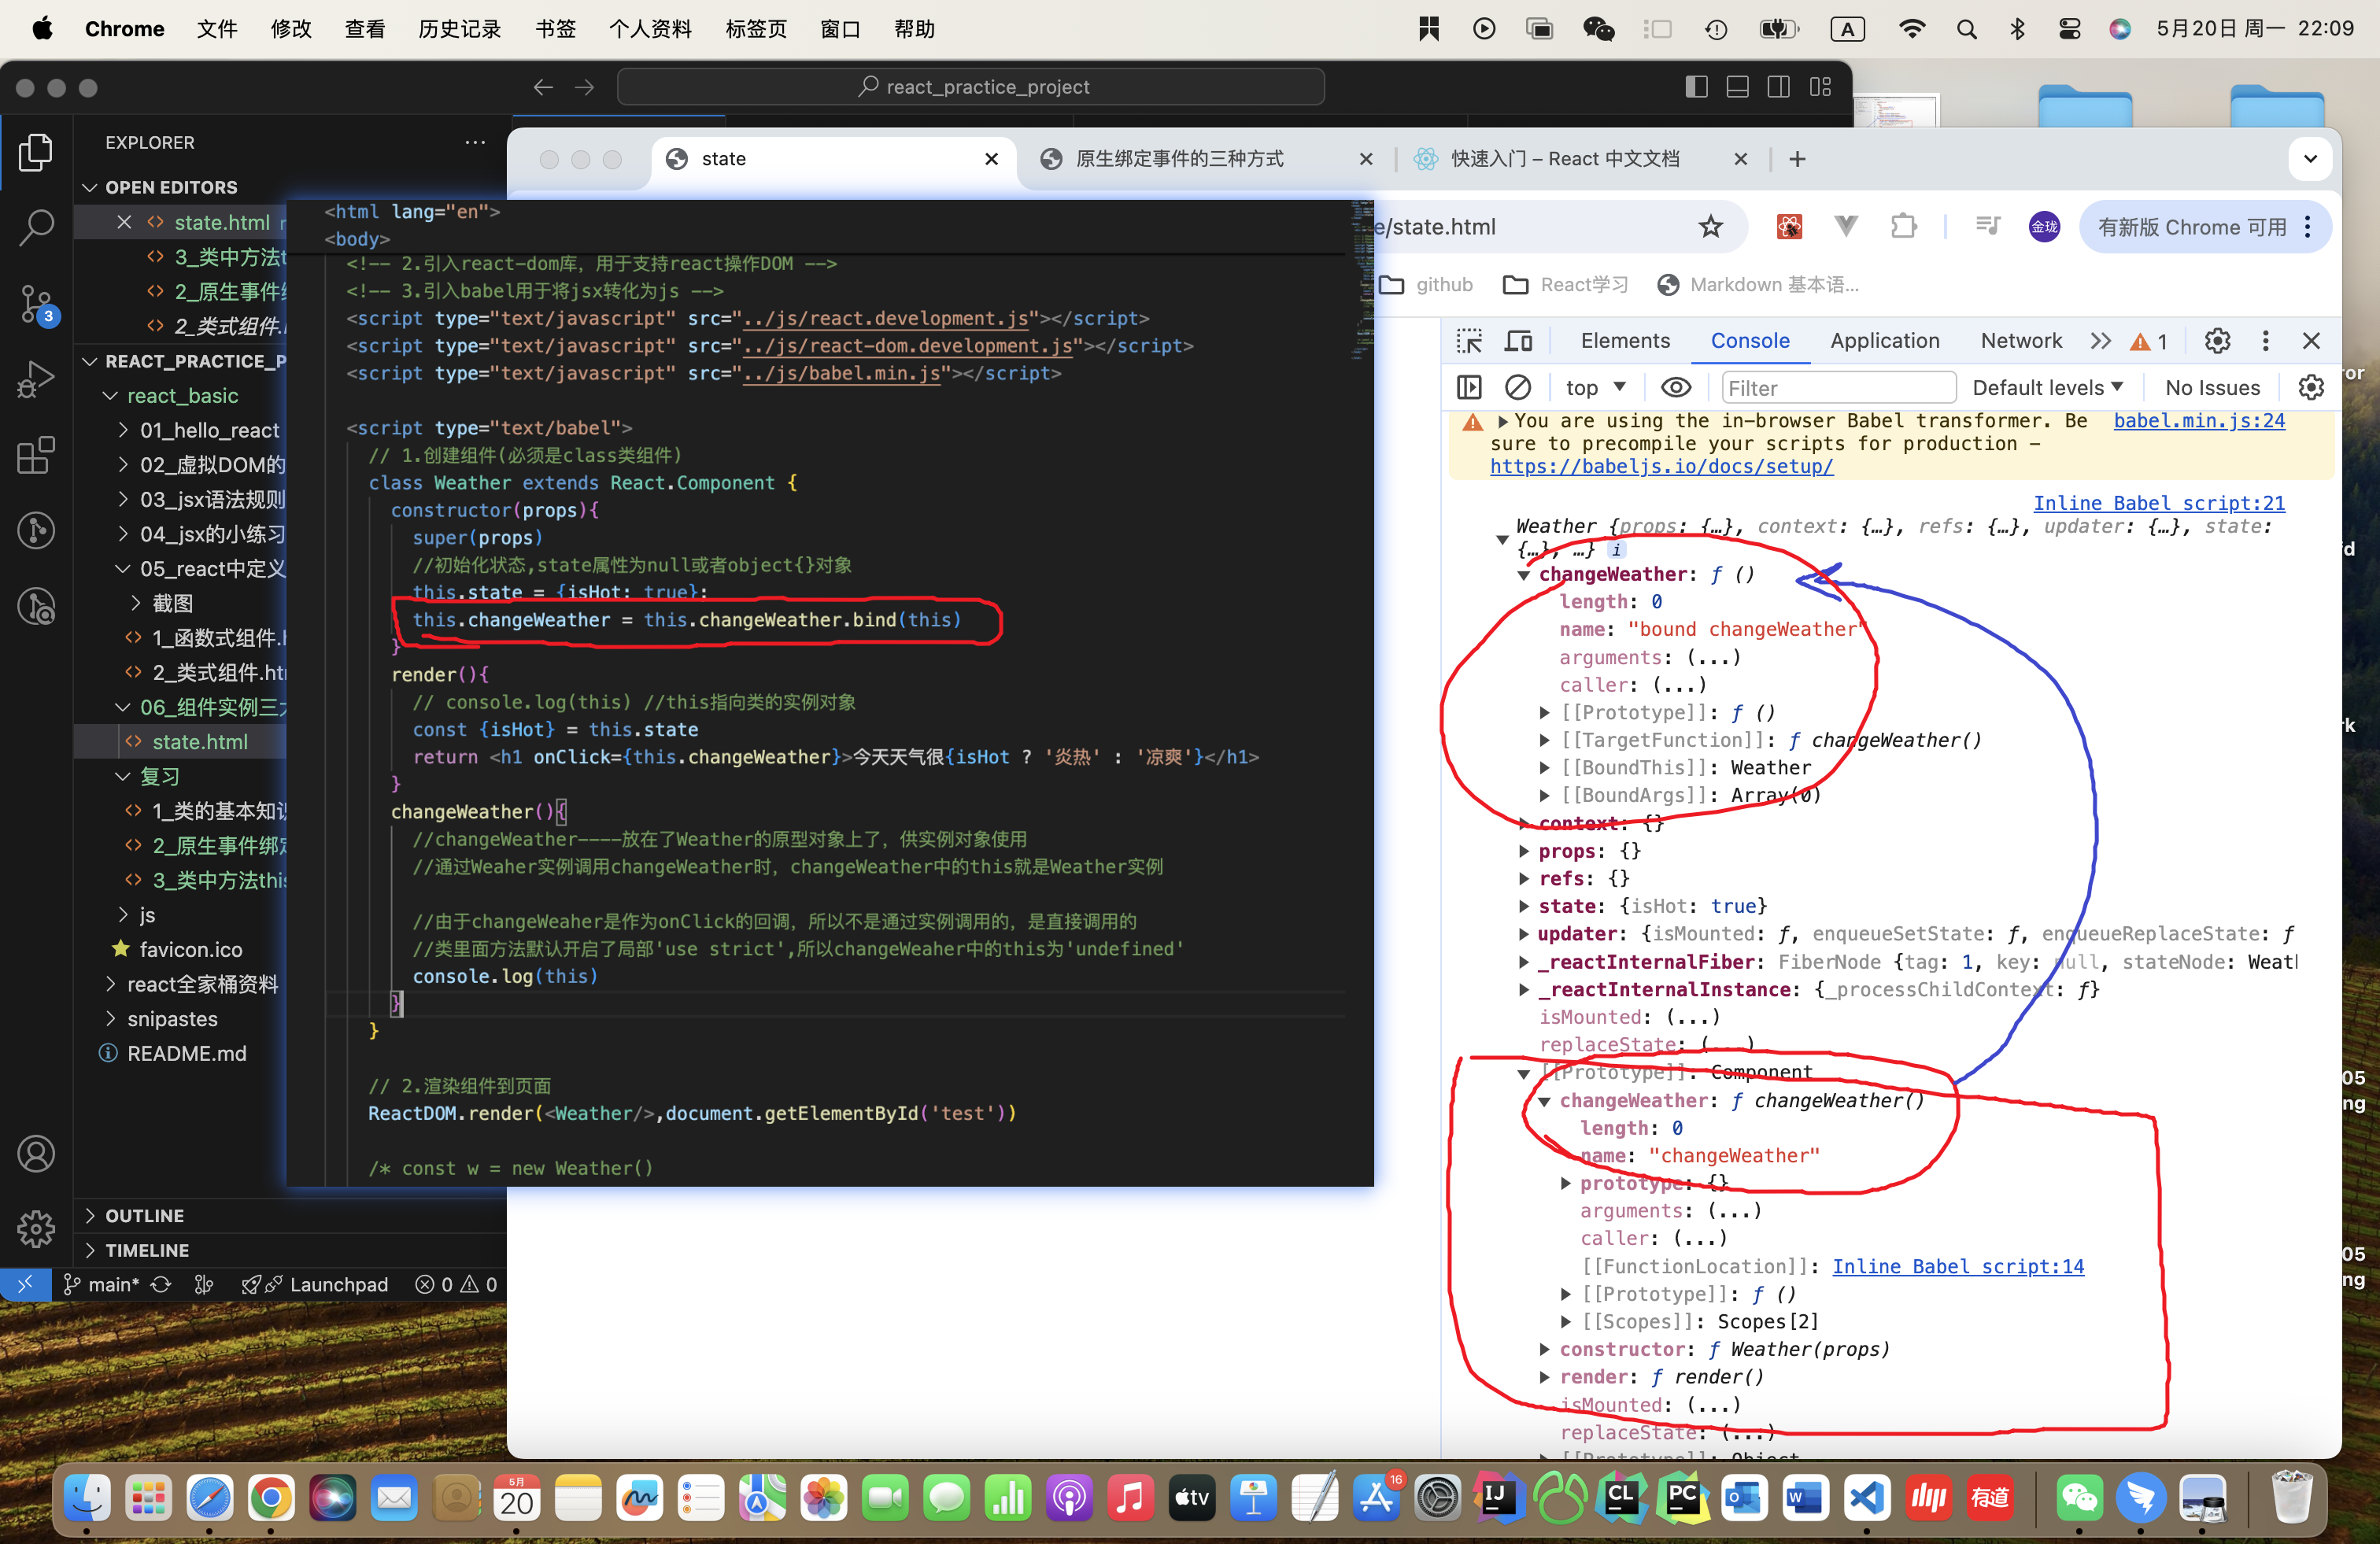 Chrome 文件 修改 查看 历史记录 书签 个人资料 标签页 窗口 帮助
A 5月20日 周一 22:09
react_practice_project
EXPLORER
OPEN EDITORS
state.html
3_类中方法t
2_原生事件
2_类式组件.
3
REACT_PRACTICE_P
react_basic
01_hello_react
02_虚拟DOM的
03_jsx语法规则
04_jsx的小练习
05_react中定义
截图
1_函数式组件.
2_类式组件.ht
06_组件实例三
state.html
复习
1_类的基本知
2_原生事件绑
3_类中方法this
js
favicon.ico
react全家桶资料
snipastes
README.md
OUTLINE
TIMELINE
main* Launchpad 0 0
state
原生绑定事件的三种方式
快速入门 – React 中文文档
e/state.html
金珑
有新版 Chrome 可用
github React学习 Markdown 基本语...
<html lang="en">
<body>
<!-- 2.引入react-dom库，用于支持react操作DOM -->
<!-- 3.引入babel用于将jsx转化为js -->
<script type="text/javascript" src="../js/react.development.js"></script>
<script type="text/javascript" src="../js/react-dom.development.js"></script>
<script type="text/javascript" src="../js/babel.min.js"></script>
<script type="text/babel">
// 1.创建组件(必须是class类组件)
class Weather extends React.Component {
constructor(props){
super(props)
//初始化状态,state属性为null或者object{}对象
this.state = {isHot: true};
this.changeWeather = this.changeWeather.bind(this)
}
render(){
// console.log(this) //this指向类的实例对象
const {isHot} = this.state
return <h1 onClick={this.changeWeather}>今天天气很{isHot ? '炎热' : '凉爽'}</h1>
}
changeWeather(){
//changeWeather----放在了Weather的原型对象上了，供实例对象使用
//通过Weaher实例调用changeWeather时，changeWeather中的this就是Weather实例
//由于changeWeaher是作为onClick的回调，所以不是通过实例调用的，是直接调用的
//类里面方法默认开启了局部'use strict',所以changeWeaher中的this为'undefined'
console.log(this)
}
}
// 2.渲染组件到页面
ReactDOM.render(<Weather/>,document.getElementById('test'))
/* const w = new Weather()
Elements Console Application Network 1
top Filter Default levels No Issues
You are using the in-browser Babel transformer. Be babel.min.js:24
sure to precompile your scripts for production –
https://babeljs.io/docs/setup/
Inline Babel script:21
Weather {props: {…}, context: {…}, refs: {…}, updater: {…}, state:
{…}, …} i
changeWeather: ƒ ()
length: 0
name: "bound changeWeather"
arguments: (...)
caller: (...)
[[Prototype]]: ƒ ()
[[TargetFunction]]: ƒ changeWeather()
[[BoundThis]]: Weather
[[BoundArgs]]: Array(0)
context: {}
props: {}
refs: {}
state: {isHot: true}
updater: {isMounted: ƒ, enqueueSetState: ƒ, enqueueReplaceState: ƒ
_reactInternalFiber: FiberNode {tag: 1, key: null, stateNode: Weat
_reactInternalInstance: {_processChildContext: ƒ}
isMounted: (...)
replaceState: (...)
[[Prototype]]: Component
changeWeather: ƒ changeWeather()
length: 0
name: "changeWeather"
prototype: {}
arguments: (...)
caller: (...)
[[FunctionLocation]]: Inline Babel script:14
[[Prototype]]: ƒ ()
[[Scopes]]: Scopes[2]
constructor: ƒ Weather(props)
render: ƒ render()
isMounted: (...)
replaceState: (...)
[[Prototype]]: Object
or
d
rk
05
ng
05
ng
5月
20
tv
16
IJ
CL
PC
O
W
有道